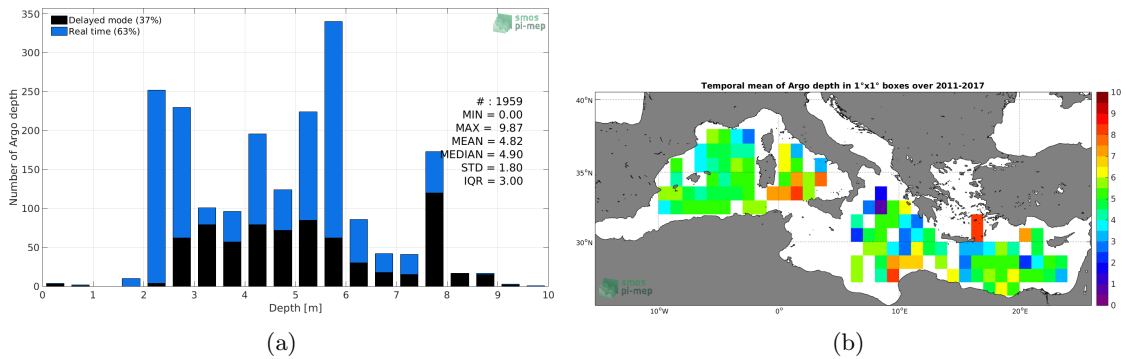 Delayed mode (37%)
Real time (63%)
smos
pi-mep
350
300
250
200
150
100
50
0
Number of Argo depth
# : 1959
MIN = 0.00
MAX = 9.87
MEAN = 4.82
MEDIAN = 4.90
STD = 1.80
IQR = 3.00
0 1 2 3 4 5 6 7 8 9 10
Depth [m]
(a)
Temporal mean of Argo depth in 1°x1° boxes over 2011-2017
40°N
35°N
30°N
10°W 0° 10°E 20°E
smos
pi-mep
10
9
8
7
6
5
4
3
2
1
0
(b)